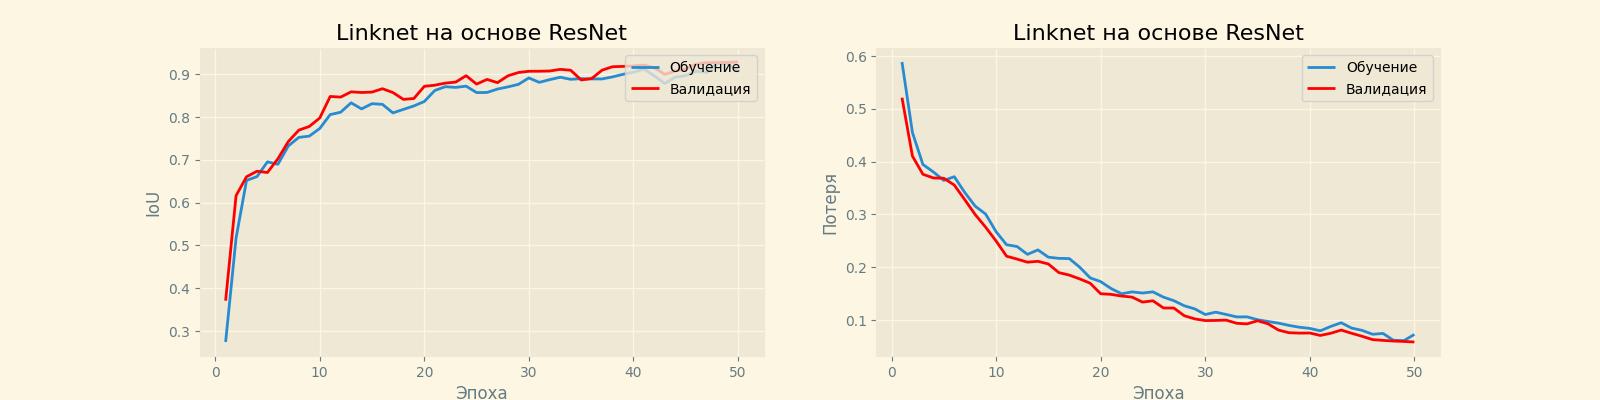 Linknet на основе ResNet
IoU
0.9
0.8
0.7
0.6
0.5
0.4
0.3
Обучение
Валидация
0 10 20 30 40 50
Эпоха
Linknet на основе ResNet
Потеря
0.6
0.5
0.4
0.3
0.2
0.1
Обучение
Валидация
0 10 20 30 40 50
Эпоха